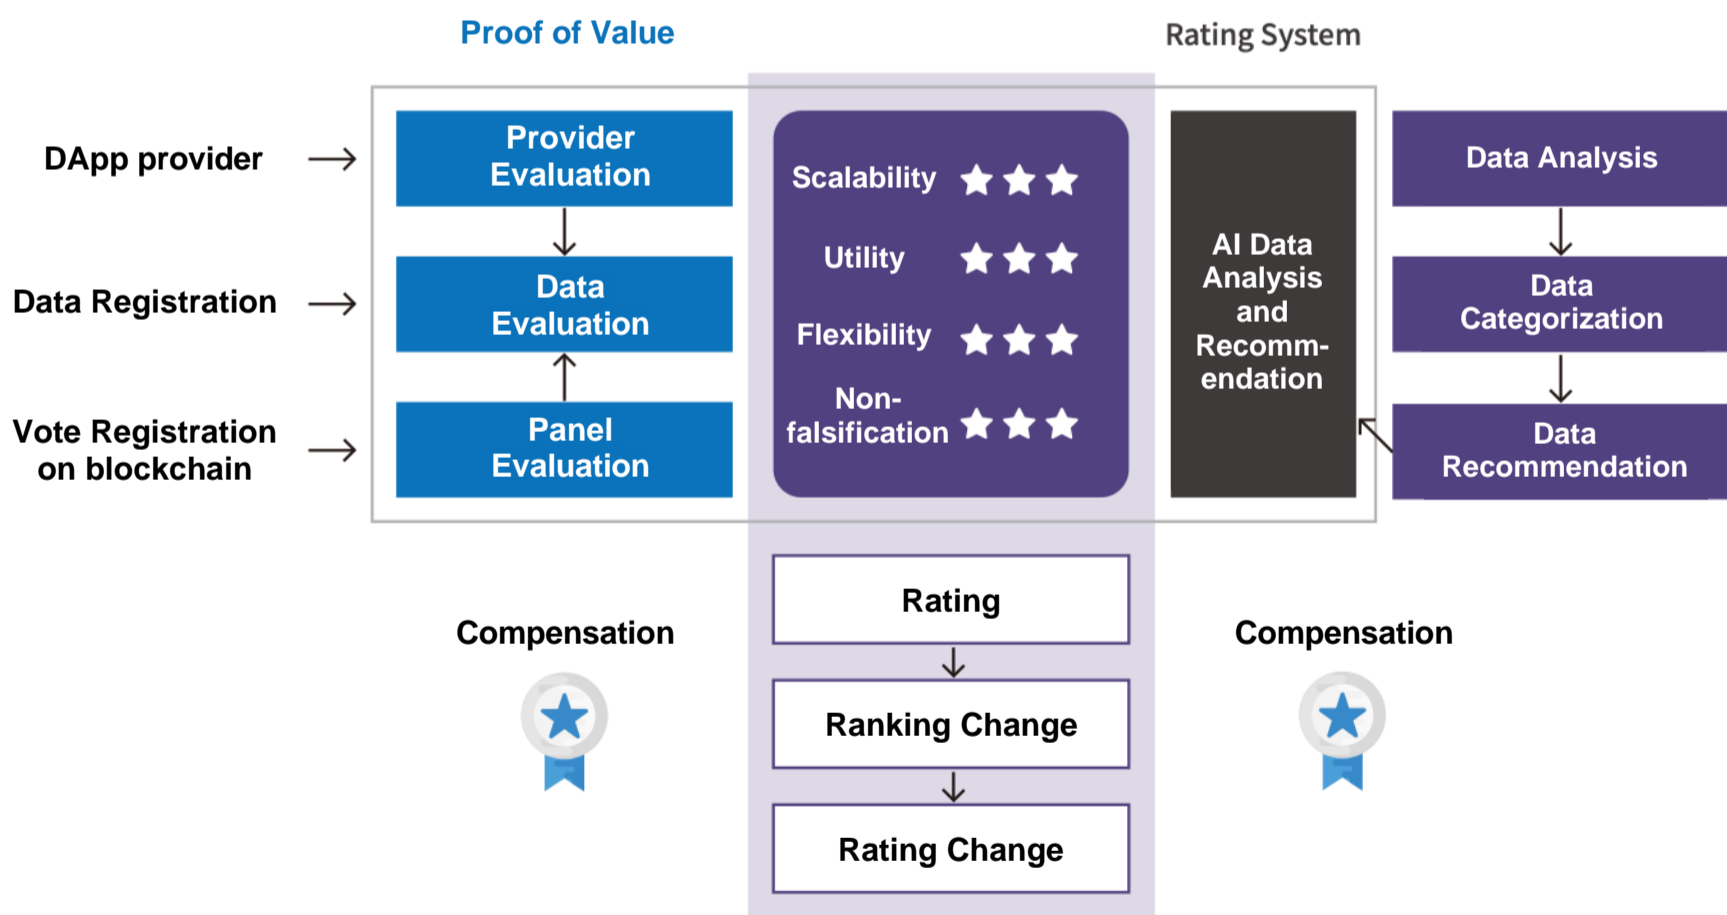 Proof of Value
Rating System
DApp provider
Provider
Evaluation
Data Registration
Data
Evaluation
Vote Registration
on blockchain
Panel
Evaluation
Scalability
Utility
Flexibility
Non-
falsification
AI Data
Analysis
and
Recomm-
endation
Data Analysis
Data
Categorization
Data
Recommendation
Compensation
Rating
Ranking Change
Rating Change
Compensation